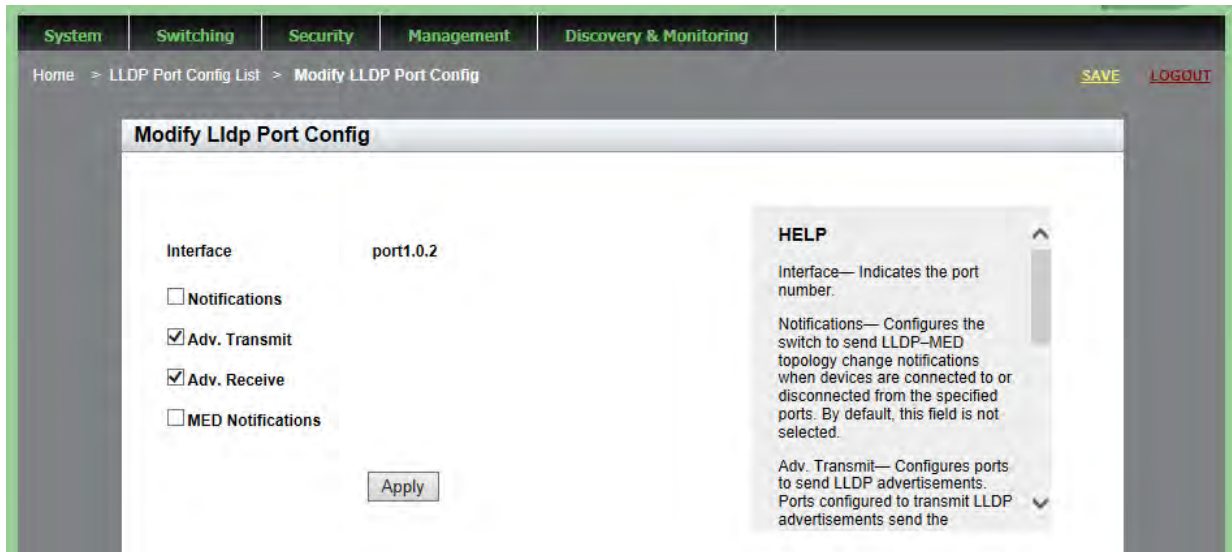 System Switching Security Management Discovery & Monitoring
Home > LLDP Port Config List > Modify LLDP Port Config SAVE LOGOUT
Modify Lldp Port Config
Interface port1.0.2
Notifications
Adv. Transmit
Adv. Receive
MED Notifications
Apply
HELP
Interface— Indicates the port
number.
Notifications— Configures the
switch to send LLDP–MED
topology change notifications
when devices are connected to or
disconnected from the specified
ports. By default, this field is not
selected.
Adv. Transmit— Configures ports
to send LLDP advertisements.
Ports configured to transmit LLDP
advertisements send the